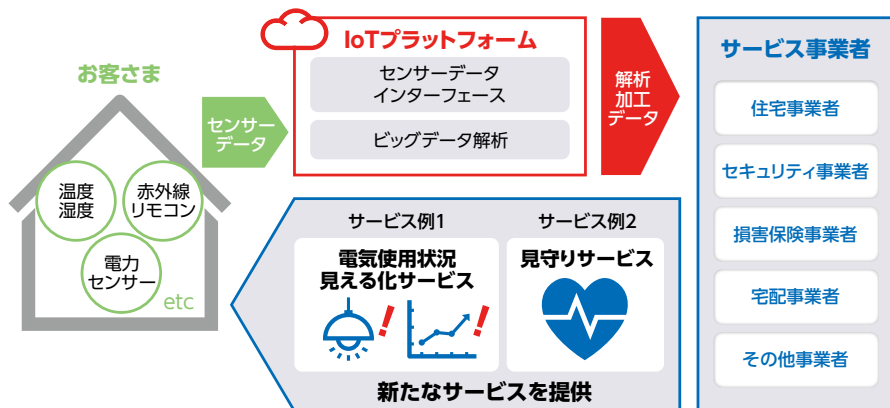 お客さま
温度
湿度
赤外線
リモコン
電力
センサー
etc
センサー
データ
IoTプラットフォーム
センサーデータ
インターフェース
ビッグデータ解析
解析
加工
データ
サービス事業者
住宅事業者
セキュリティ事業者
損害保険事業者
宅配事業者
その他事業者
サービス例1
電気使用状況
見える化サービス
サービス例2
見守りサービス
新たなサービスを提供